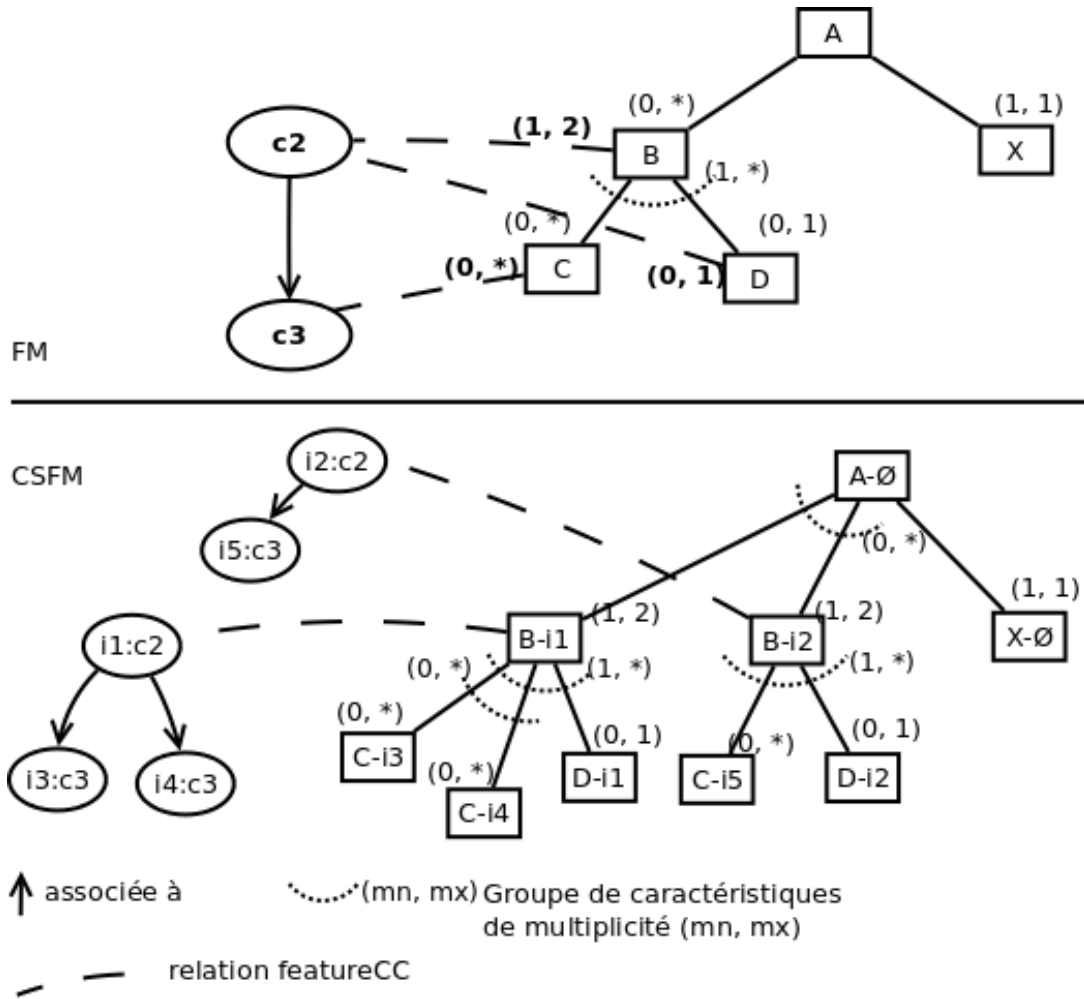 A
(0, *)
(1, 1)
c2
(1, 2)
B
X
(1, *)
(0, *)
(0, 1)
(0, *)
C
(0, 1)
D
c3
FM
CSFM
i2:c2
A-Ø
i5:c3
(0, *)
(1, 1)
(1, 2)
(1, 2)
i1:c2
B-i1
B-i2
X-Ø
(0, *)
(1, *)
(1, *)
(0, *)
(0, 1)
(0, *)
(0, 1)
i3:c3
i4:c3
C-i3
(0, *)
D-i1
C-i5
D-i2
C-i4
associée à
(mn, mx)
Groupe de caractéristiques
de multiplicité (mn, mx)
relation featureCC